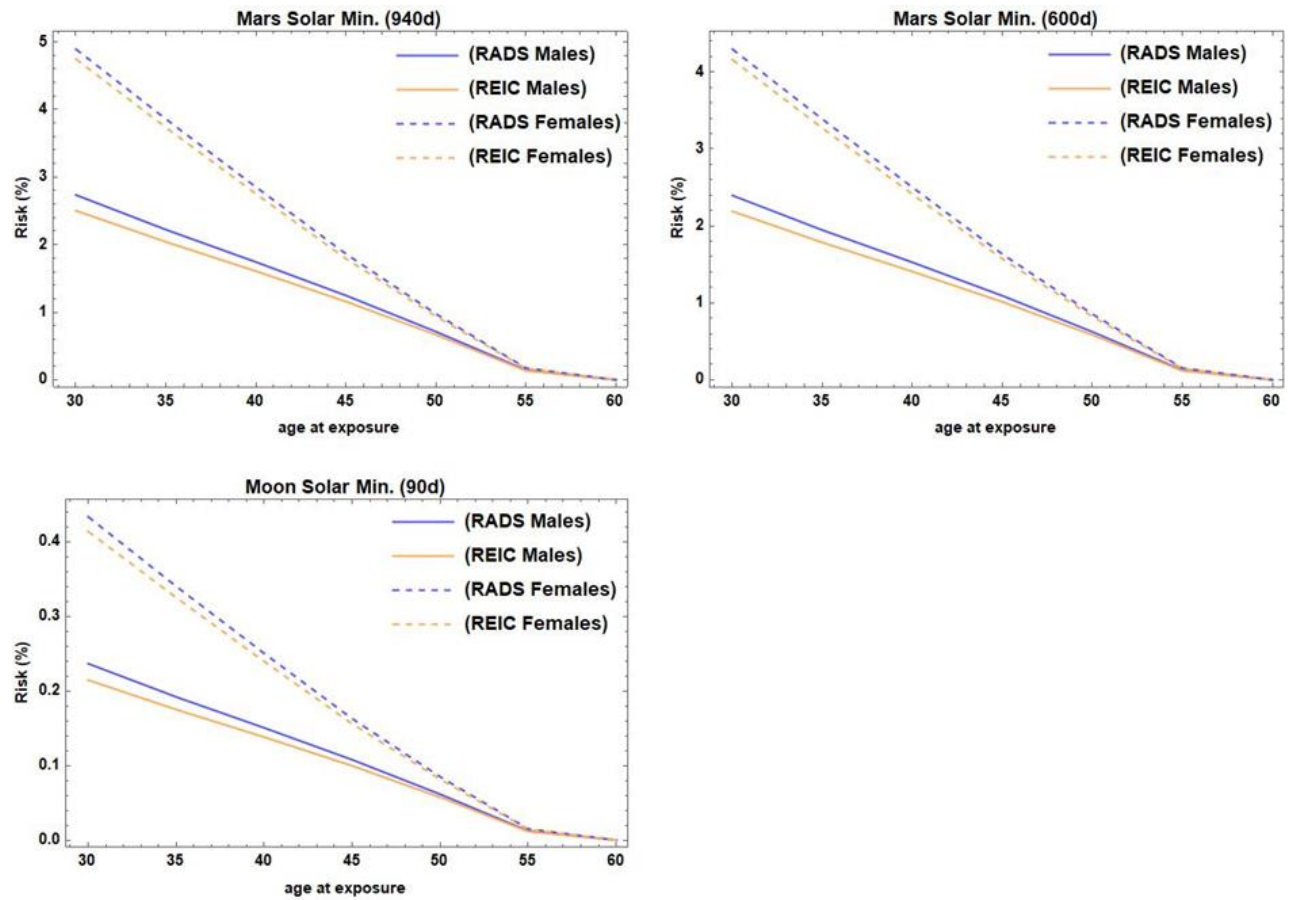 Mars Solar Min. (940d)
5
4
3
2
1
0
Risk (%)
30 35 40 45 50 55 60
age at exposure
(RADS Males)
(REIC Males)
(RADS Females)
(REIC Females)
Mars Solar Min. (600d)
4
3
2
1
0
Risk (%)
30 35 40 45 50 55 60
age at exposure
(RADS Males)
(REIC Males)
(RADS Females)
(REIC Females)
Moon Solar Min. (90d)
0.4
0.3
0.2
0.1
0.0
Risk (%)
30 35 40 45 50 55 60
age at exposure
(RADS Males)
(REIC Males)
(RADS Females)
(REIC Females)